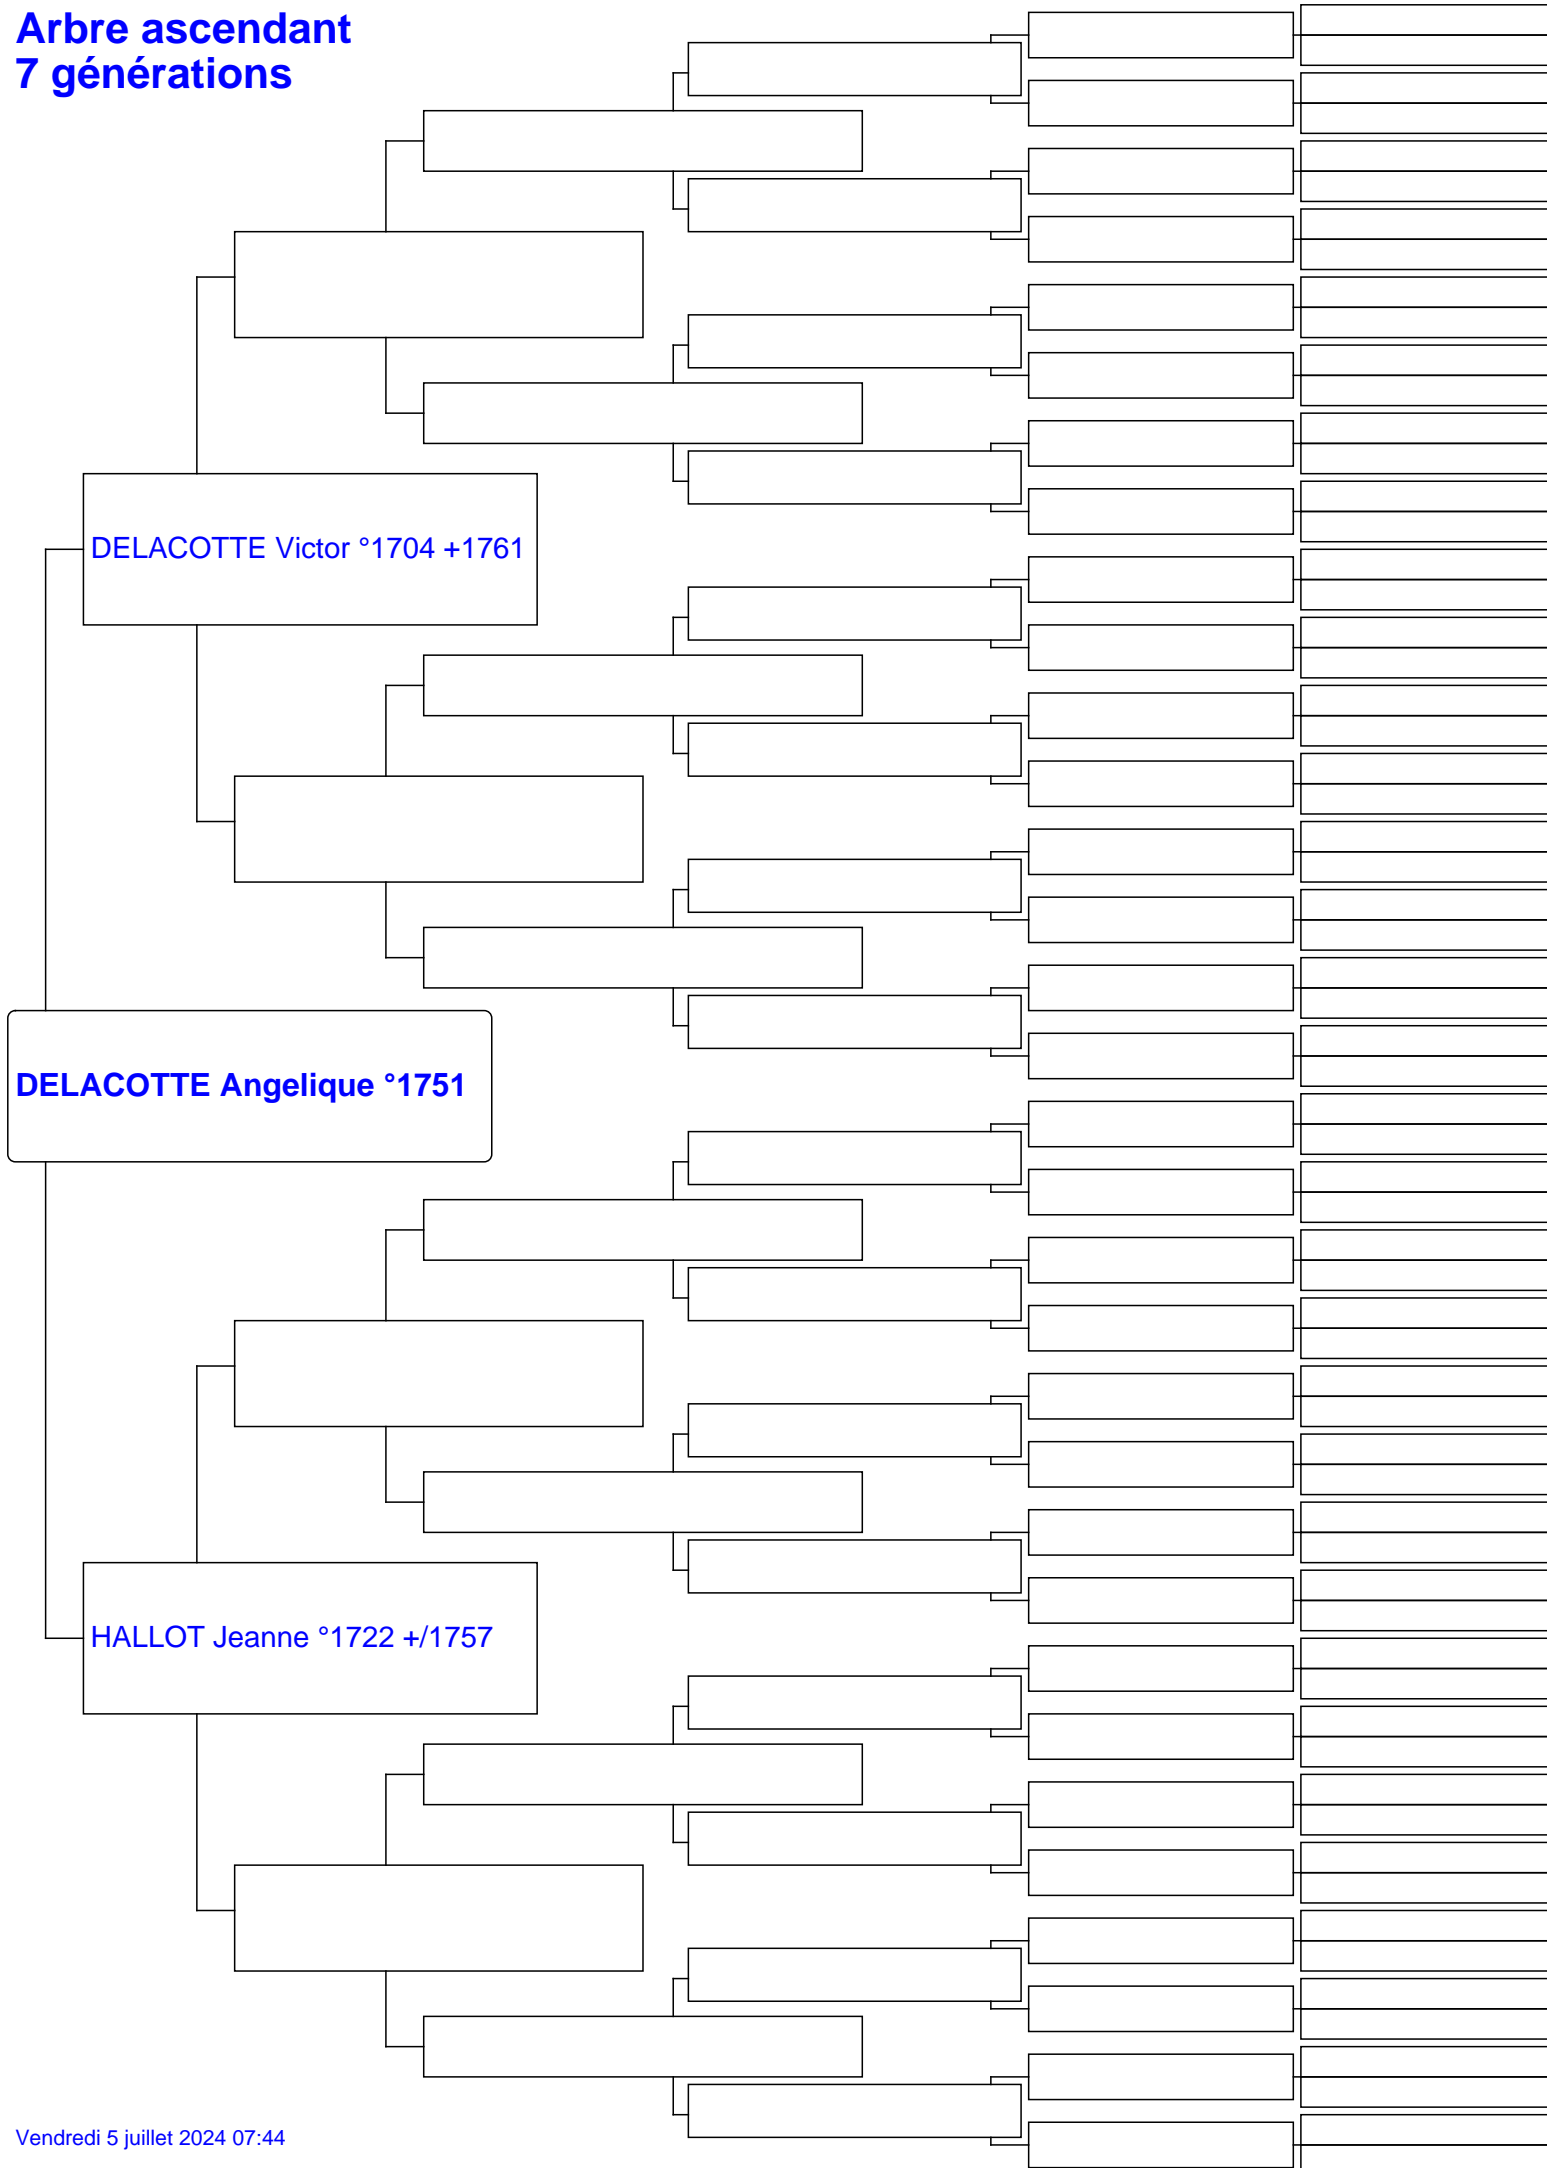 Arbre ascendant
7 générations
DELACOTTE Victor °1704 +1761
DELACOTTE Angelique °1751
HALLOT Jeanne °1722 +/1757
Vendredi 5 juillet 2024 07:44